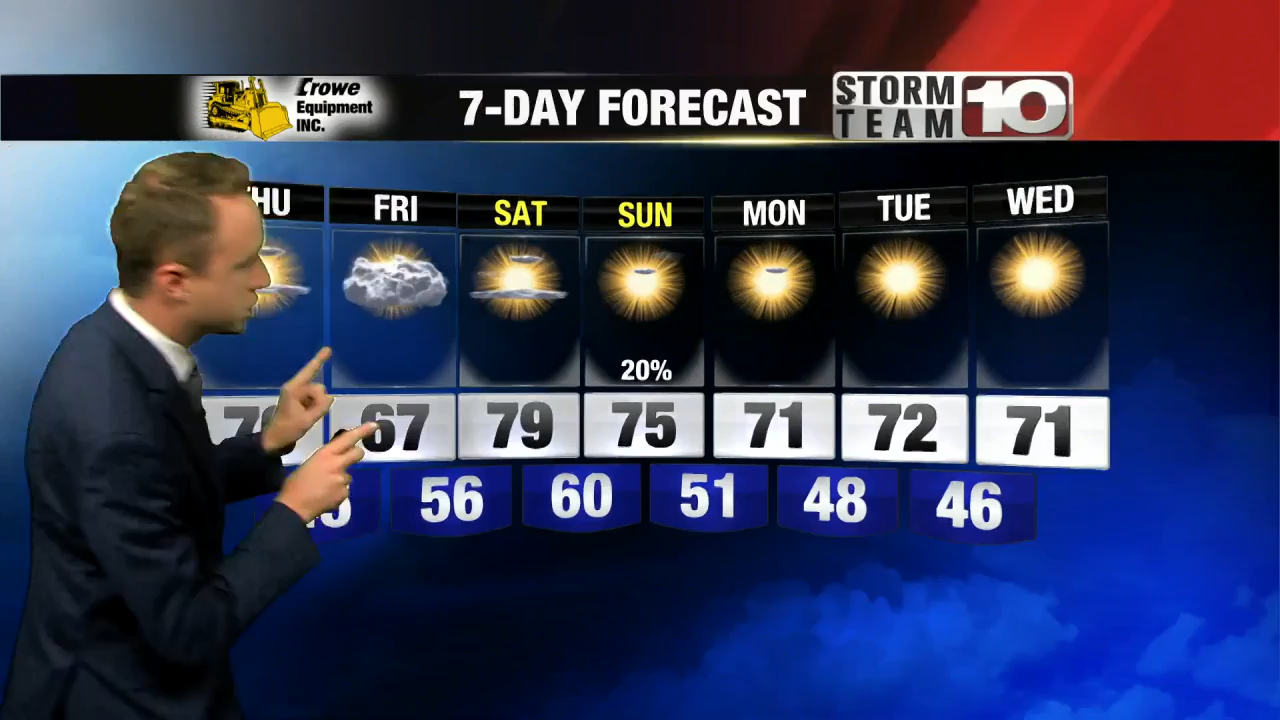 Crowe
Equipment
INC.
7-DAY FORECAST
STORM
TEAM
10
HU FRI SAT SUN MON TUE WED
20%
67 79 75 71 72 71
56 60 51 48 46